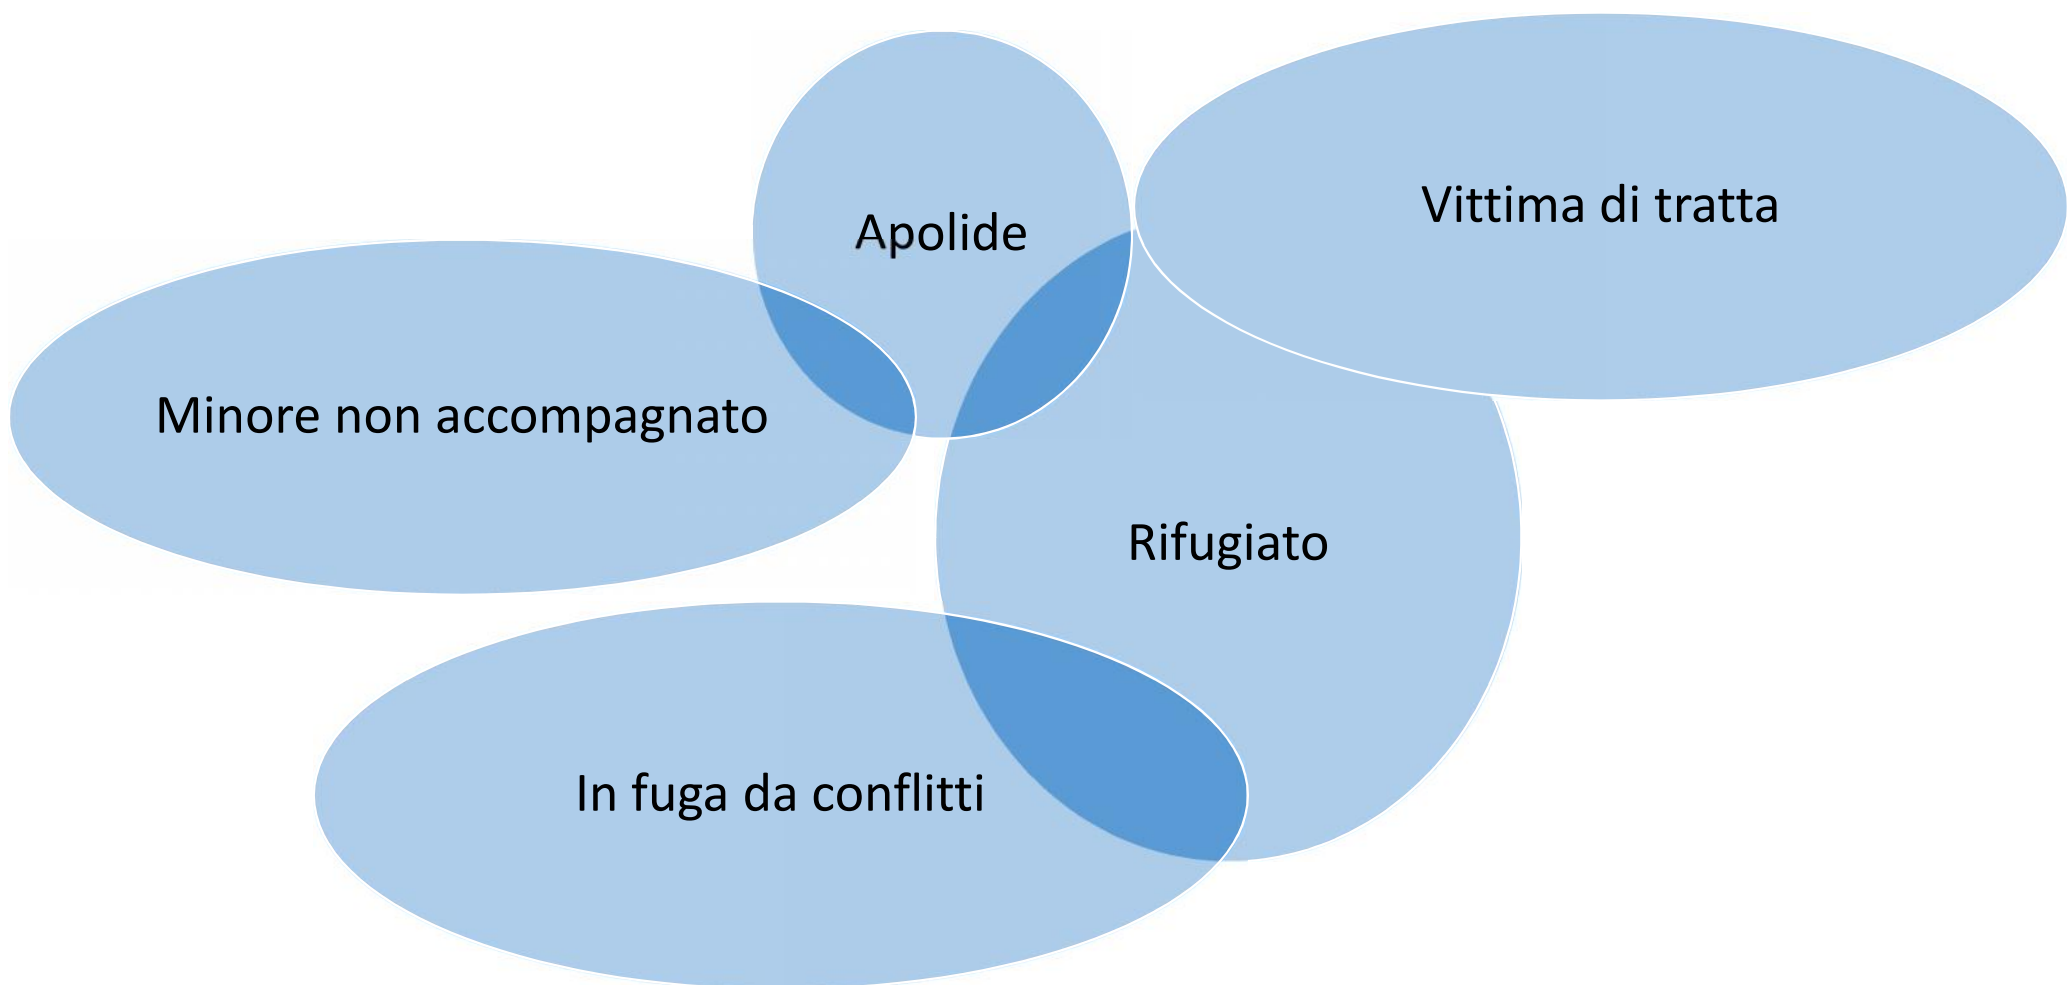 Vittima di tratta
Apolide
Minore non accompagnato
Rifugiato
In fuga da conflitti